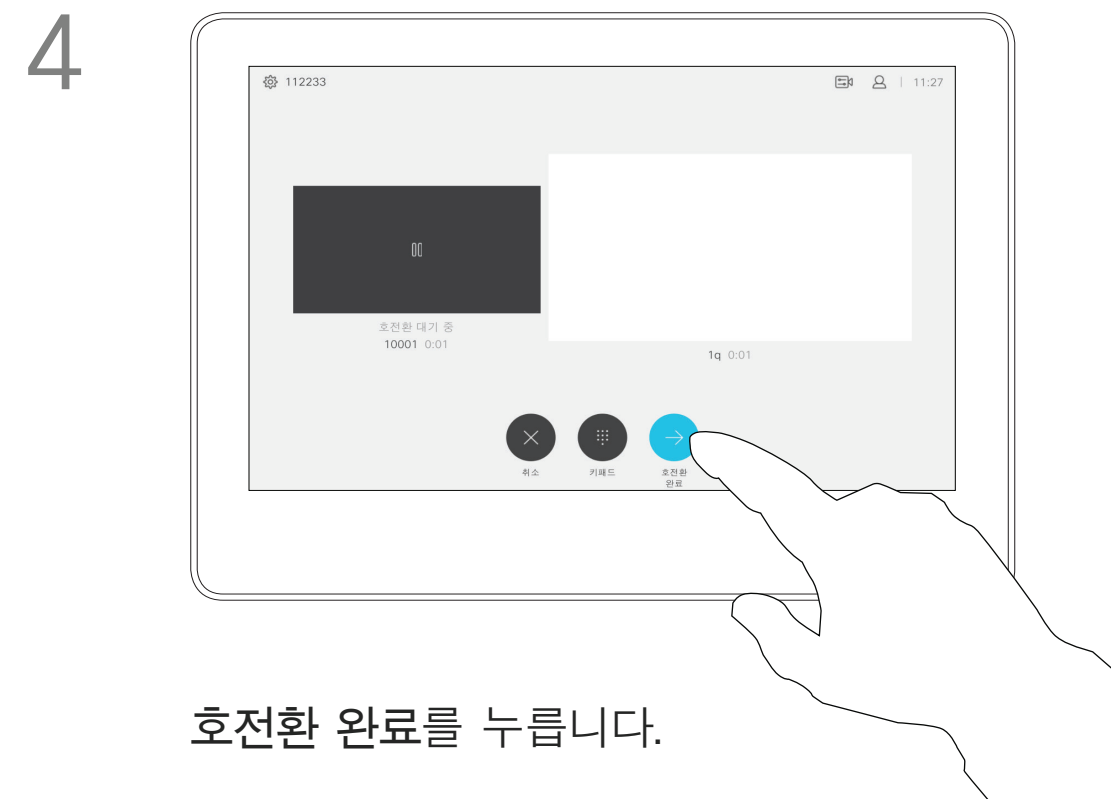 4
112233
11:27
호전환 대기 중
10001 0:01
1q 0:01
취소
키패드
호전환
완료
호전환 완료를 누릅니다.